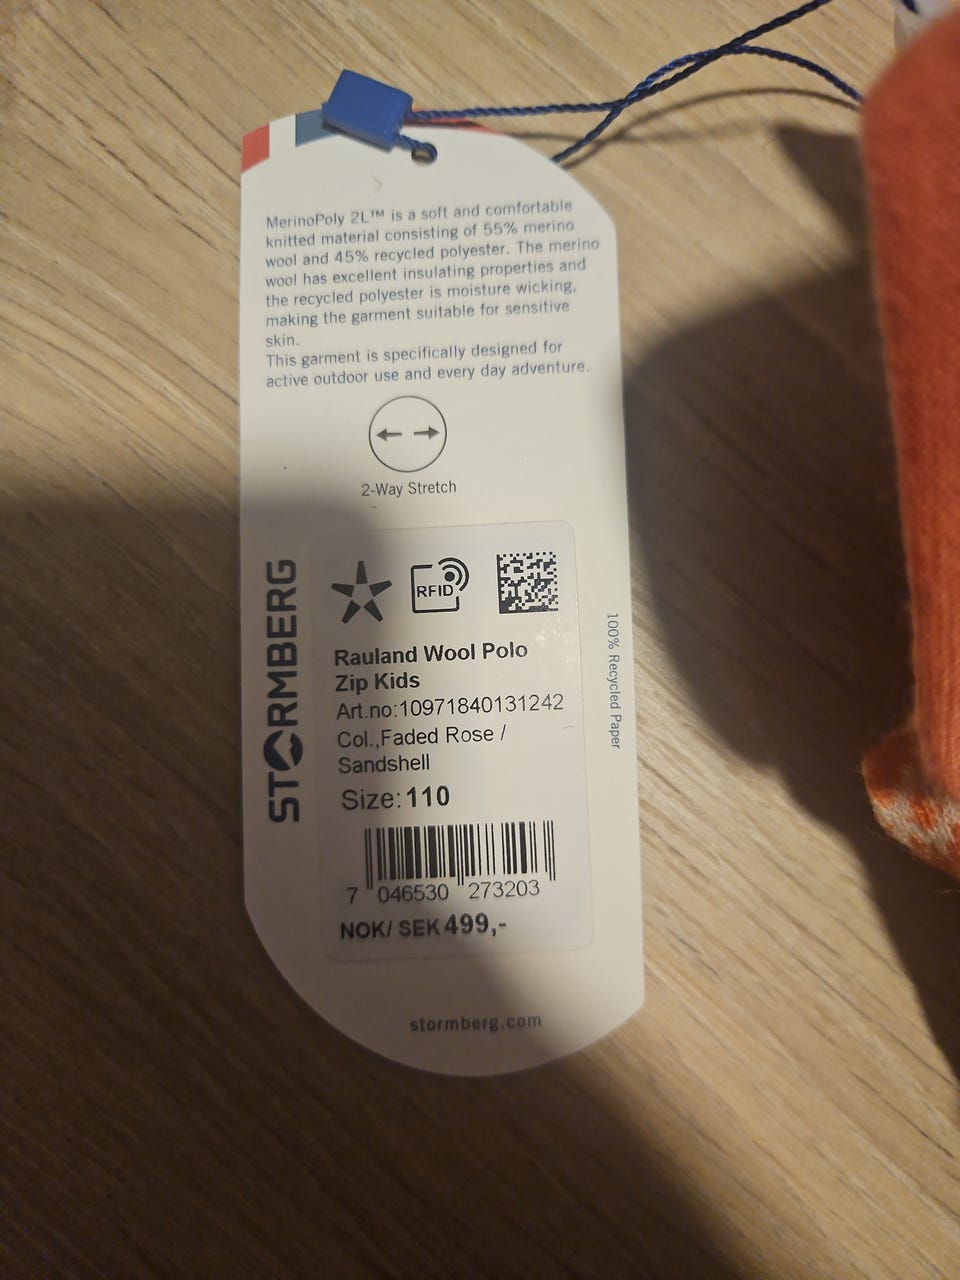 MerinoPoly 2L™ is a soft and comfortable
knitted material consisting of 55% merino
wool and 45% recycled polyester. The merino
wool has excellent insulating properties and
the recycled polyester is moisture wicking,
making the garment suitable for sensitive
skin.
This garment is specifically designed for
active outdoor use and every day adventure.
2-Way Stretch
STORMBERG
RFID
Rauland Wool Polo
Zip Kids
Art.no:10971840131242
Col.,Faded Rose /
Sandshell
Size: 110
7 046530 273203
NOK/ SEK 499,-
100% Recycled Paper
stormberg.com